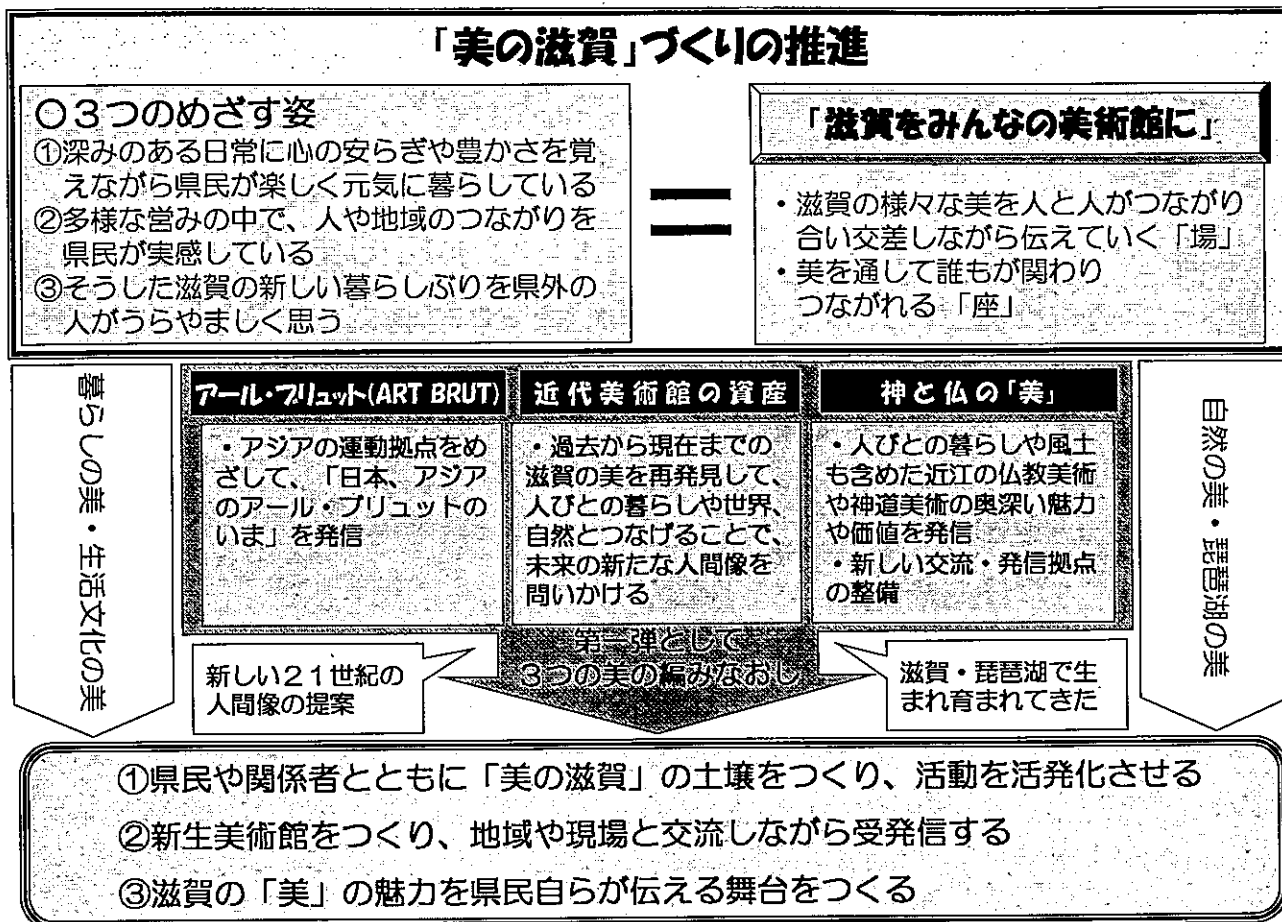 「美の滋賀」づくりの推進
○3つのめざす姿
①深みのある日常に心の安らぎや豊かさを覚
えながら県民が楽しく元気に暮らしている
②多様な営みの中で、人や地域のつながりを
県民が実感している
③そうした滋賀の新しい暮らしぶりを県外の
人がうらやましく思う
=
「滋賀をみんなの美術館に」
・滋賀の様々な美を人と人がつながり
合い交差しながら伝えていく「場」
・美を通して誰もが関わり
つながれる「座」
暮らしの美・生活文化の美
アール・ブリュット(ART BRUT)
・アジアの運動拠点をめ
ざして、「日本、アジア
のアール・ブリュットの
いま」を発信
近代美術館の資産
・過去から現在までの
滋賀の美を再発見して、
人びとの暮らしや世界、
自然とつなげることで、
未来の新たな人間像を
問いかける
神と仏の「美」
・人びとの暮らしや風土
も含めた近江の仏教美術
や神道美術の奥深い魅力
や価値を発信
・新しい交流・発信拠点
の整備
自然の美・琵琶湖の美
新しい21世紀の
人間像の提案
第一弾として
3つの美の編みなおし
滋賀・琵琶湖で生
まれ育まれてきた
①県民や関係者とともに「美の滋賀」の土壌をつくり、活動を活発化させる
②新生美術館をつくり、地域や現場と交流しながら受発信する
③滋賀の「美」の魅力を県民自らが伝える舞台をつくる